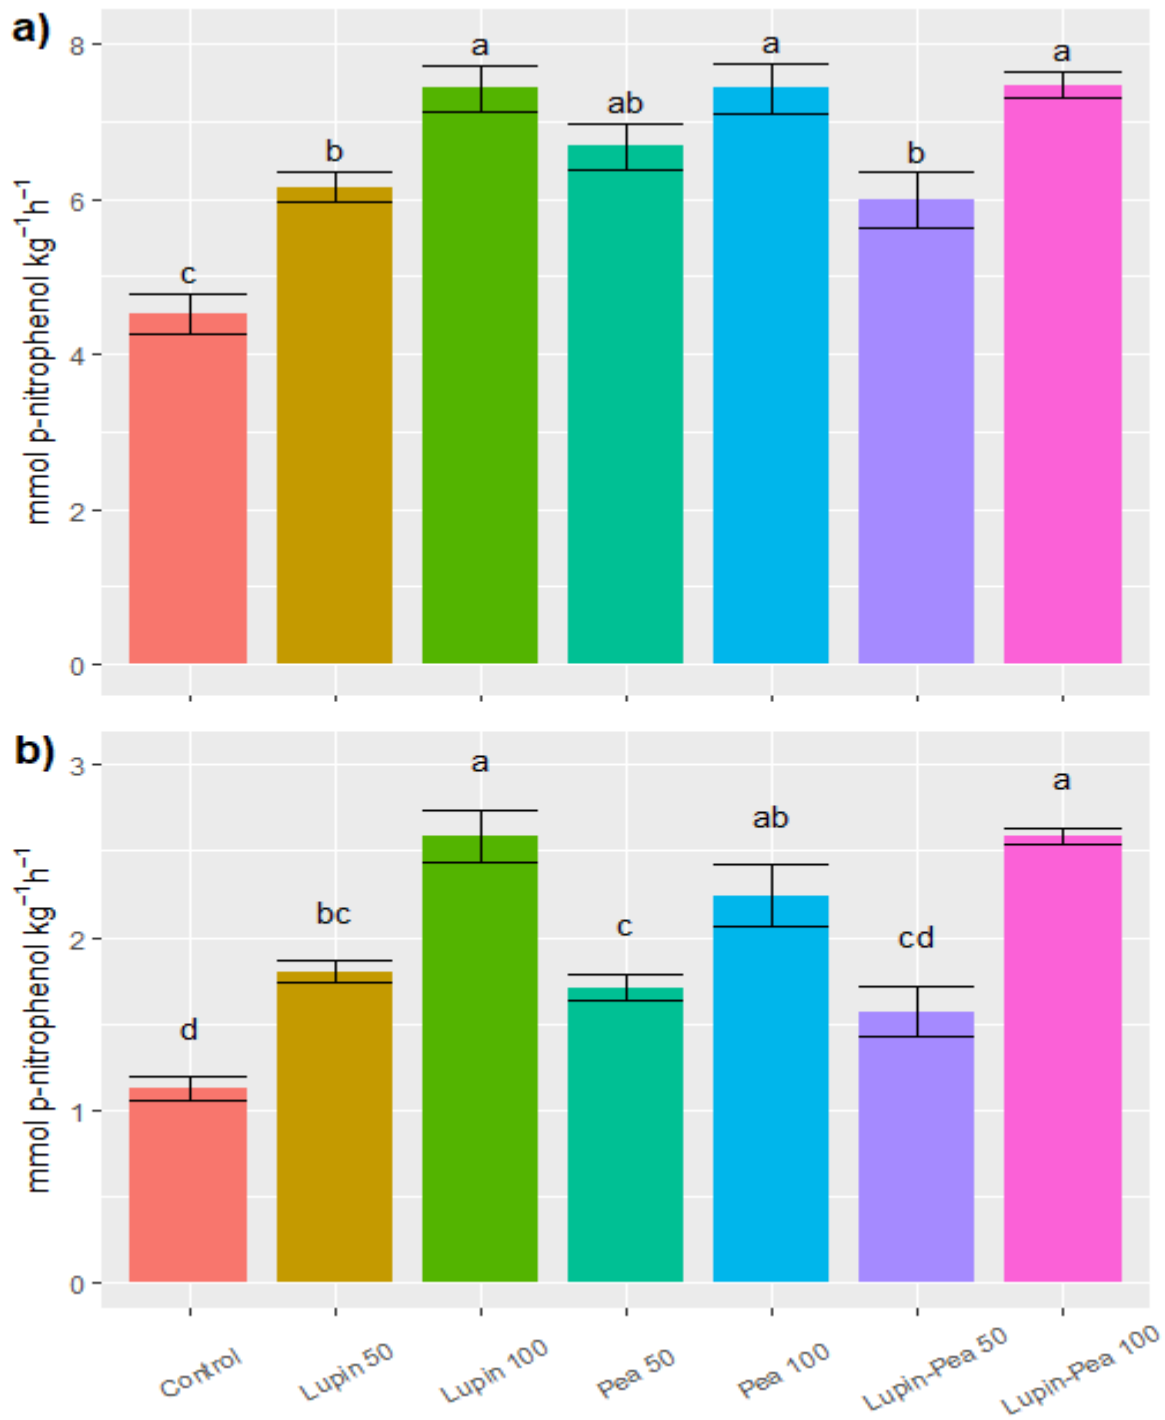 a)
mmol p-nitrophenol kg⁻¹h⁻¹
8
6
4
2
0
c
b
a
ab
a
b
a
b)
mmol p-nitrophenol kg⁻¹h⁻¹
3
2
1
0
d
bc
a
c
ab
cd
a
Control
Lupin 50
Lupin 100
Pea 50
Pea 100
Lupin-Pea 50
Lupin-Pea 100